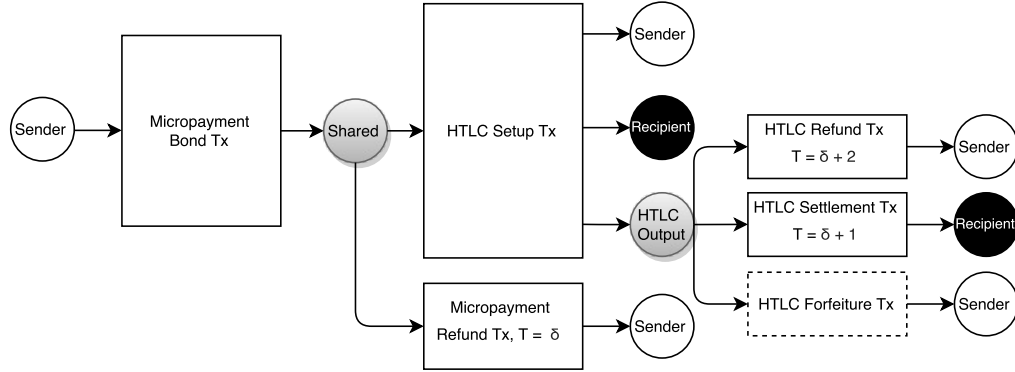 Sender
Micropayment
Bond Tx
Shared
HTLC Setup Tx
Sender
Recipient
HTLC
Output
Micropayment
Refund Tx, T = δ
Sender
HTLC Refund Tx
T = δ + 2
Sender
HTLC Settlement Tx
T = δ + 1
Recipient
HTLC Forfeiture Tx
Sender